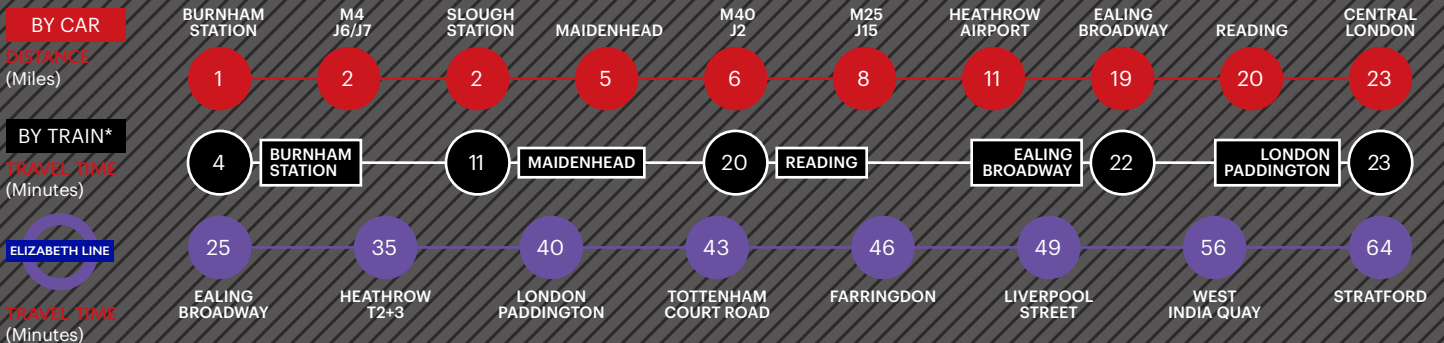 BY CAR
DISTANCE
(Miles)
BURNHAM
STATION
1
M4
J6/J7
2
SLOUGH
STATION
2
MAIDENHEAD
5
M40
J2
6
M25
J15
8
HEATHROW
AIRPORT
11
EALING
BROADWAY
19
READING
20
CENTRAL
LONDON
23
BY TRAIN*
TRAVEL TIME
(Minutes)
4
BURNHAM
STATION
11
MAIDENHEAD
20
READING
EALING
BROADWAY
22
LONDON
PADDINGTON
23
ELIZABETH LINE
TRAVEL TIME
(Minutes)
25
EALING
BROADWAY
35
HEATHROW
T2+3
40
LONDON
PADDINGTON
43
TOTTENHAM
COURT ROAD
46
FARRINGDON
49
LIVERPOOL
STREET
56
WEST
INDIA QUAY
64
STRATFORD